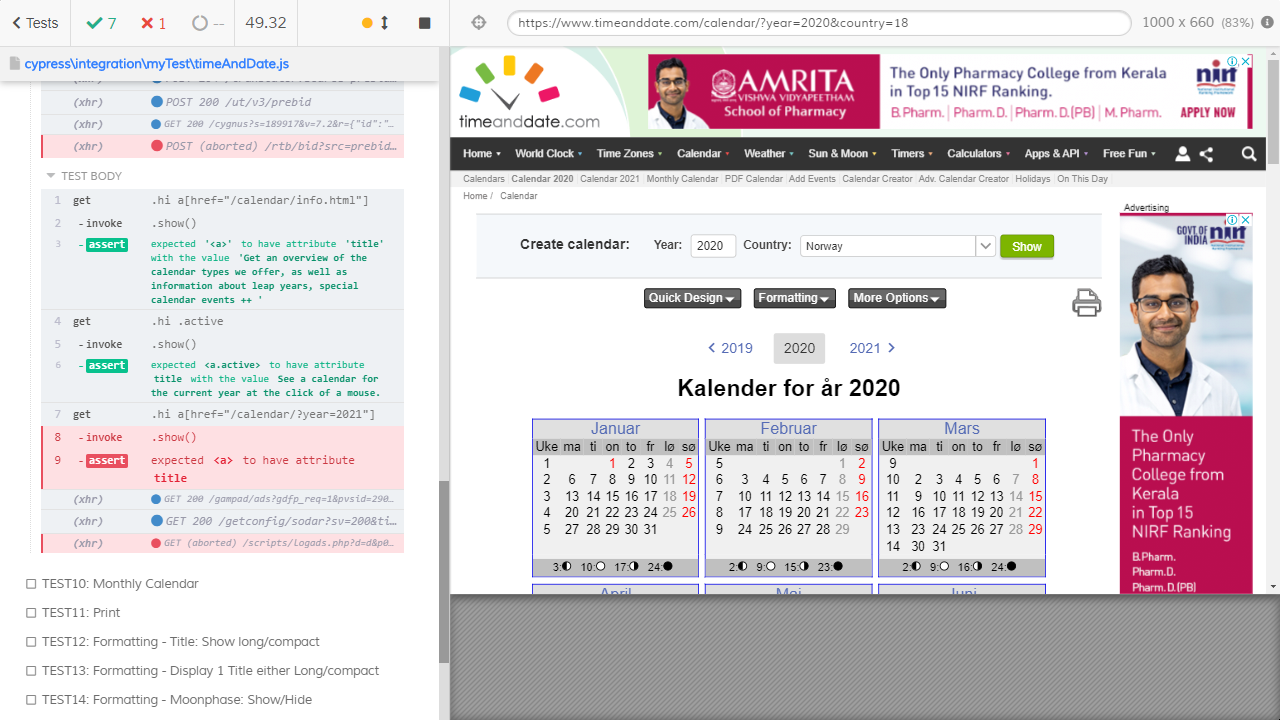 Tests
7
1
--
49.32
https://www.timeanddate.com/calendar/?year=2020&country=18
1000 x 660 (83%)
cypress\integration\myTest\timeAndDate.js
(xhr) POST 200 /ut/v3/prebid
(xhr) GET 200 /cygnus?s=189917&v=7.2&r={"id":"…
(xhr) POST (aborted) /rtb/bid?src=prebid…
TEST BODY
1 get .hi a[href="/calendar/info.html"]
2 - invoke .show()
3 - assert expected '<a>' to have attribute 'title'
with the value 'Get an overview of the
calendar types we offer, as well as
information about leap years, special
calendar events ++ '
4 get .hi .active
5 - invoke .show()
6 - assert expected <a.active> to have attribute
title with the value See a calendar for
the current year at the click of a mouse.
7 get .hi a[href="/calendar/?year=2021"]
8 - invoke .show()
9 - assert expected <a> to have attribute
title
(xhr) GET 200 /gampad/ads?gdfp_req=1&pvsid=290…
(xhr) GET 200 /getconfig/sodar?sv=200&ti…
(xhr) GET (aborted) /scripts/logads.php?d=d&p0…
TEST10: Monthly Calendar
TEST11: Print
TEST12: Formatting - Title: Show long/compact
TEST13: Formatting - Display 1 Title either Long/compact
TEST14: Formatting - Moonphase: Show/Hide
timeanddate.com
AMRITA
VISHWA VIDYAPEETHAM
School of Pharmacy
The Only Pharmacy College from Kerala
in Top 15 NIRF Ranking.
B.Pharm. | Pharm.D. | Pharm.D.(PB) | M.Pharm.
nirf
APPLY NOW
Home World Clock Time Zones Calendar Weather Sun & Moon Timers Calculators Apps & API Free Fun
Calendars Calendar 2020 Calendar 2021 Monthly Calendar PDF Calendar Add Events Calendar Creator Adv. Calendar Creator Holidays On This Day
Home / Calendar
Create calendar: Year: 2020 Country: Norway Show
Quick Design Formatting More Options
2019 2020 2021
Kalender for år 2020
Januar
Uke ma ti on to fr lø sø
1 1 2 3 4 5
2 6 7 8 9 10 11 12
3 13 14 15 16 17 18 19
4 20 21 22 23 24 25 26
5 27 28 29 30 31
3: 10: 17: 24:
Februar
Uke ma ti on to fr lø sø
5 1 2
6 3 4 5 6 7 8 9
7 10 11 12 13 14 15 16
8 17 18 19 20 21 22 23
9 24 25 26 27 28 29
2: 9: 15: 23:
Mars
Uke ma ti on to fr lø sø
9 1
10 2 3 4 5 6 7 8
11 9 10 11 12 13 14 15
12 16 17 18 19 20 21 22
13 23 24 25 26 27 28 29
14 30 31
2: 9: 16: 24:
April Mai Juni
Advertising
GOVT. OF
INDIA
nirf
The Only
Pharmacy
College from
Kerala
in Top 15
NIRF Ranking
B.Pharm.
Pharm.D.
Pharm.D.(PB)